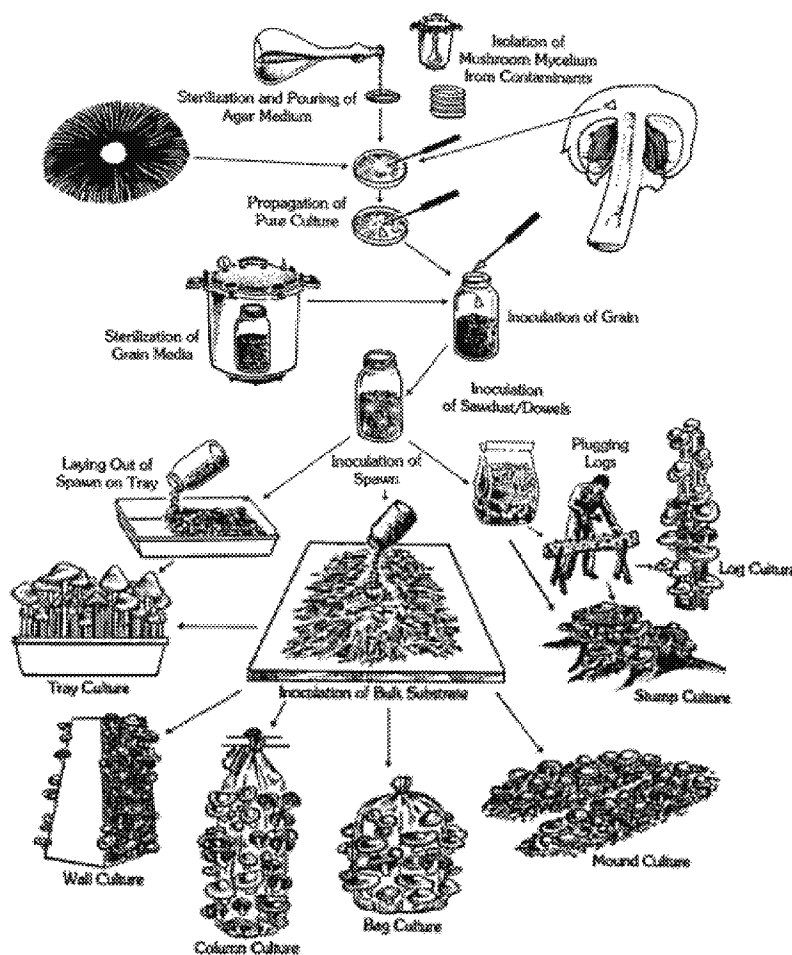 Isolation of
Mushroom Mycelium
from Contaminants
Sterilization and Pouring of
Agar Medium
Propagation of
Pure Culture
Sterilization of
Grain Media
Inoculation of Grain
Inoculation
of Sawdust/Dowels
Laying Out of
Spawn on Tray
Inoculation of
Spawn
Plugging
Logs
Log Culture
Tray Culture
Inoculation of Bulk Substrate
Stump Culture
Wall Culture
Column Culture
Bag Culture
Mound Culture